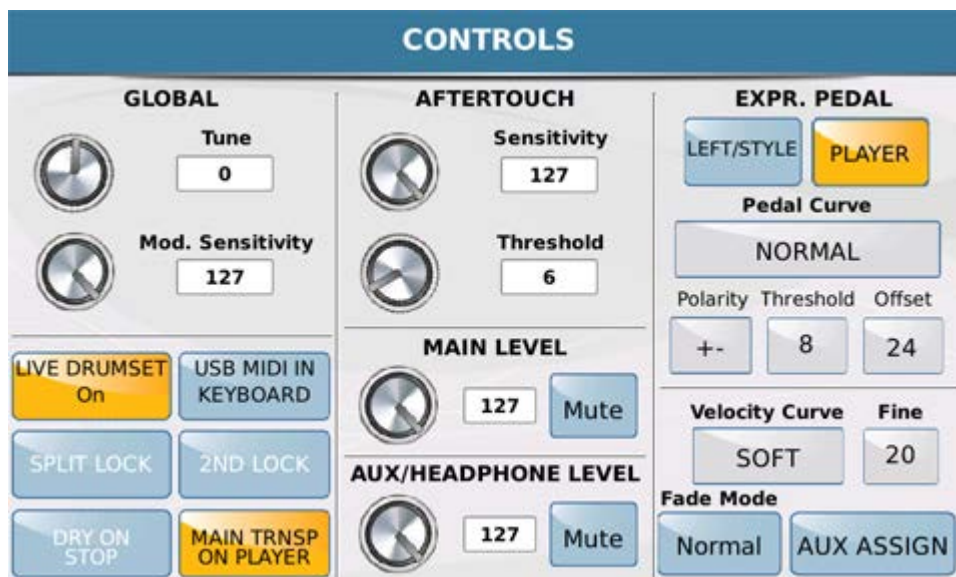 CONTROLS
GLOBAL
Tune
0
Mod. Sensitivity
127
LIVE DRUMSET
On
USB MIDI IN
KEYBOARD
SPLIT LOCK
2ND LOCK
DRY ON
STOP
MAIN TRNSP
ON PLAYER
AFTERTOUCH
Sensitivity
127
Threshold
6
MAIN LEVEL
127
Mute
AUX/HEADPHONE LEVEL
127
Mute
EXPR. PEDAL
LEFT/STYLE
PLAYER
Pedal Curve
NORMAL
Polarity Threshold Offset
+- 8 24
Velocity Curve Fine
SOFT 20
Fade Mode
Normal
AUX ASSIGN